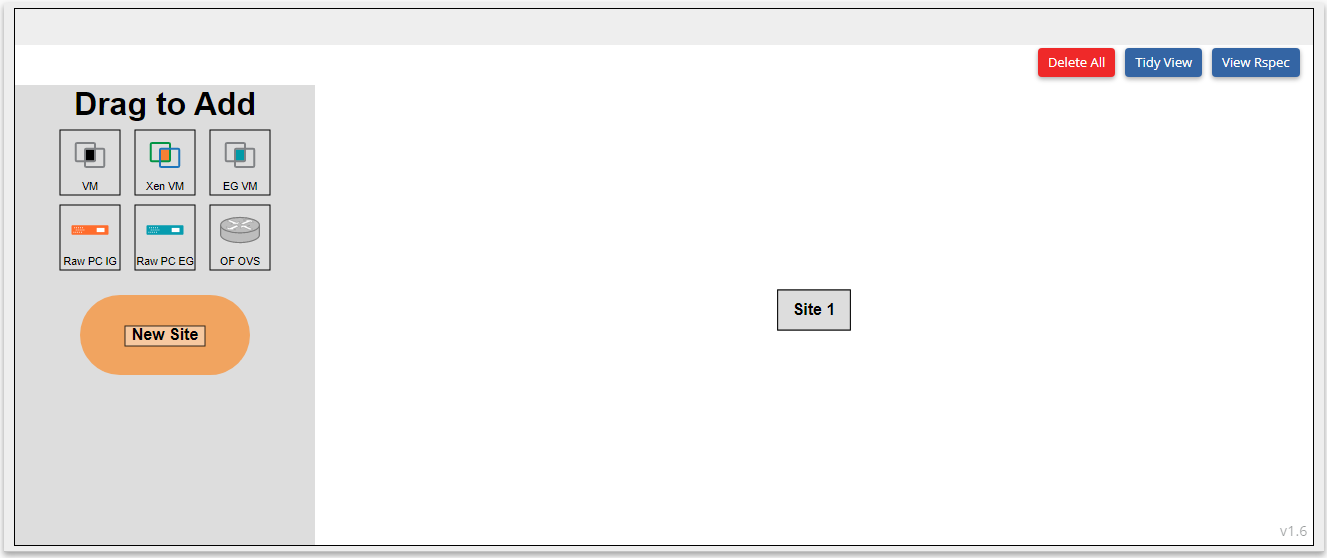 Delete All
Tidy View
View Rspec
Drag to Add
VM
Xen VM
EG VM
Raw PC IG
Raw PC EG
OF OVS
New Site
Site 1
v1.6